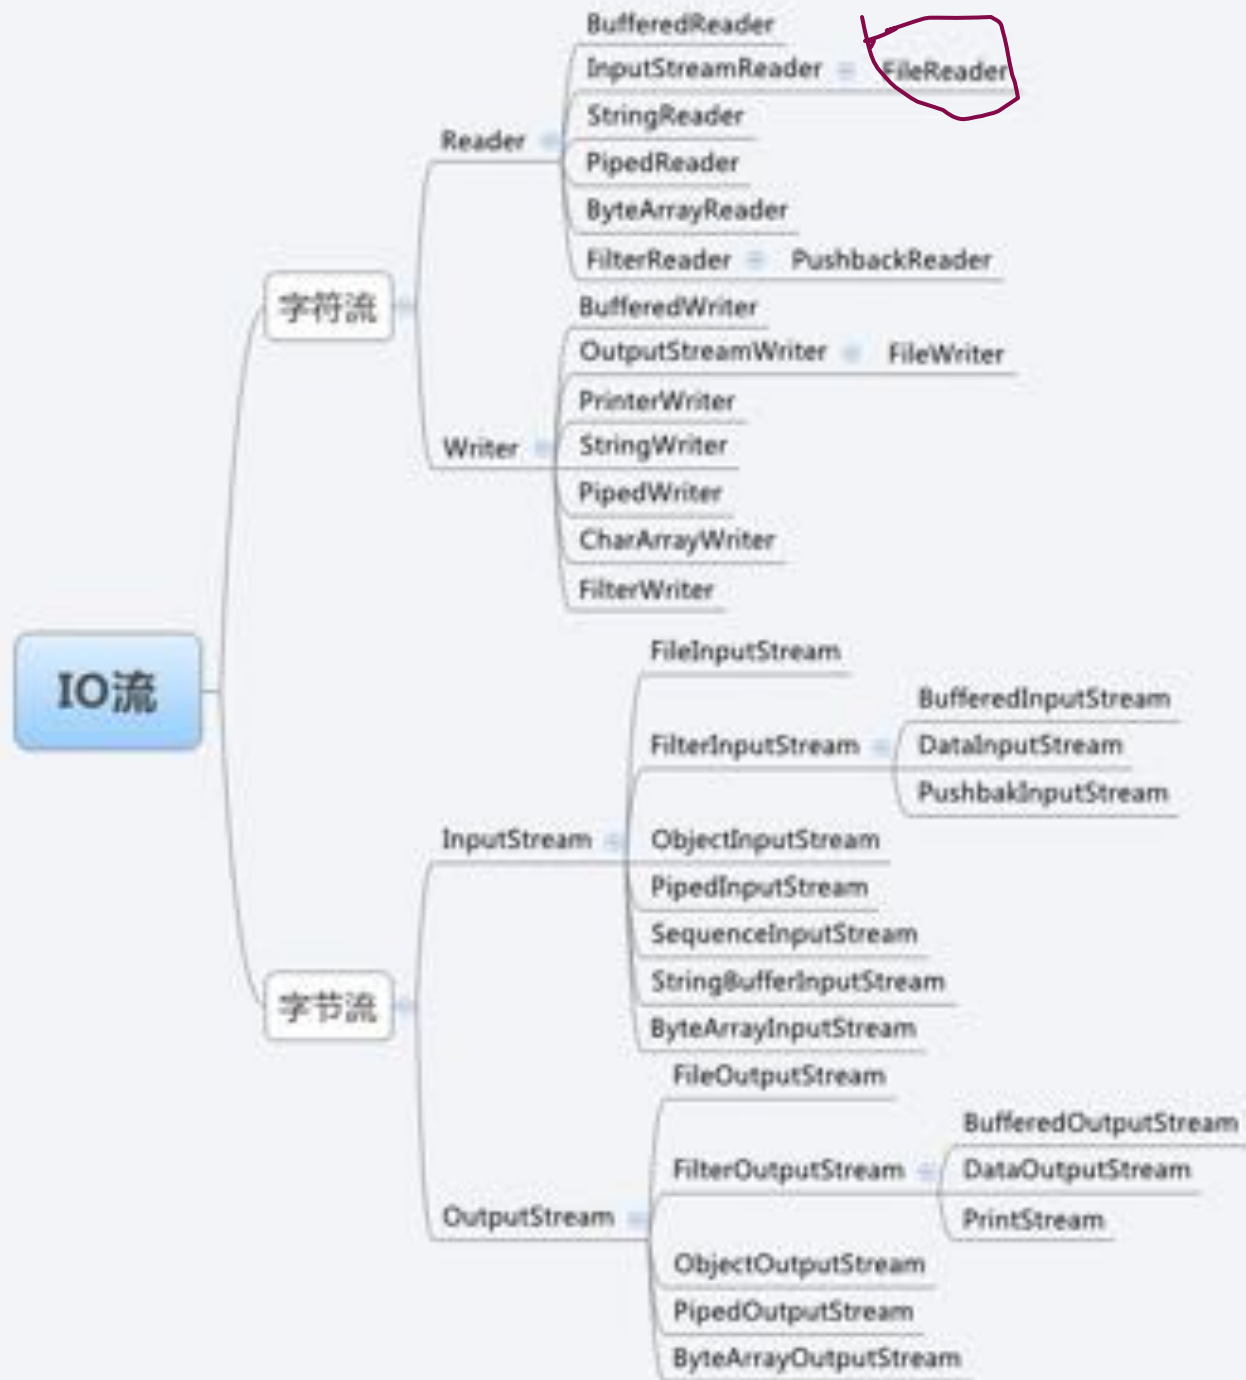 BufferedReader
InputStreamReader FileReader
StringReader
Reader
PipedReader
ByteArrayReader
FilterReader PushbackReader
字符流
BufferedWriter
OutputStreamWriter FileWriter
PrinterWriter
Writer
StringWriter
PipedWriter
CharArrayWriter
FilterWriter
IO流
FileInputStream
BufferedInputStream
FilterInputStream
DataInputStream
PushbakInputStream
InputStream
ObjectInputStream
PipedInputStream
SequenceInputStream
StringBufferInputStream
字节流
ByteArrayInputStream
FileOutputStream
BufferedOutputStream
FilterOutputStream
DataOutputStream
PrintStream
OutputStream
ObjectOutputStream
PipedOutputStream
ByteArrayOutputStream